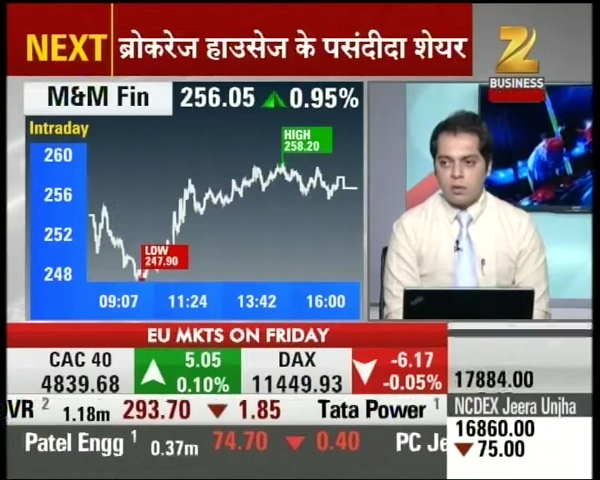 NEXT ब्रोकरेज हाउसेज के पसंदीदा शेयर
Z
BUSINESS
M&M Fin 256.05 ▲ 0.95%
Intraday
260
256
252
248
HIGH
258.20
LOW
247.90
09:07 11:24 13:42 16:00
EU MKTS ON FRIDAY
CAC 40 5.05 DAX -6.17
4839.68 0.10% 11449.93 -0.05%
17884.00
DVR 2 1.18m 293.70 ▼ 1.85 Tata Power 1
NCDEX Jeera Unjha
16860.00
▼ 75.00
Patel Engg 1 0.37m 74.70 ▼ 0.40 PC Je